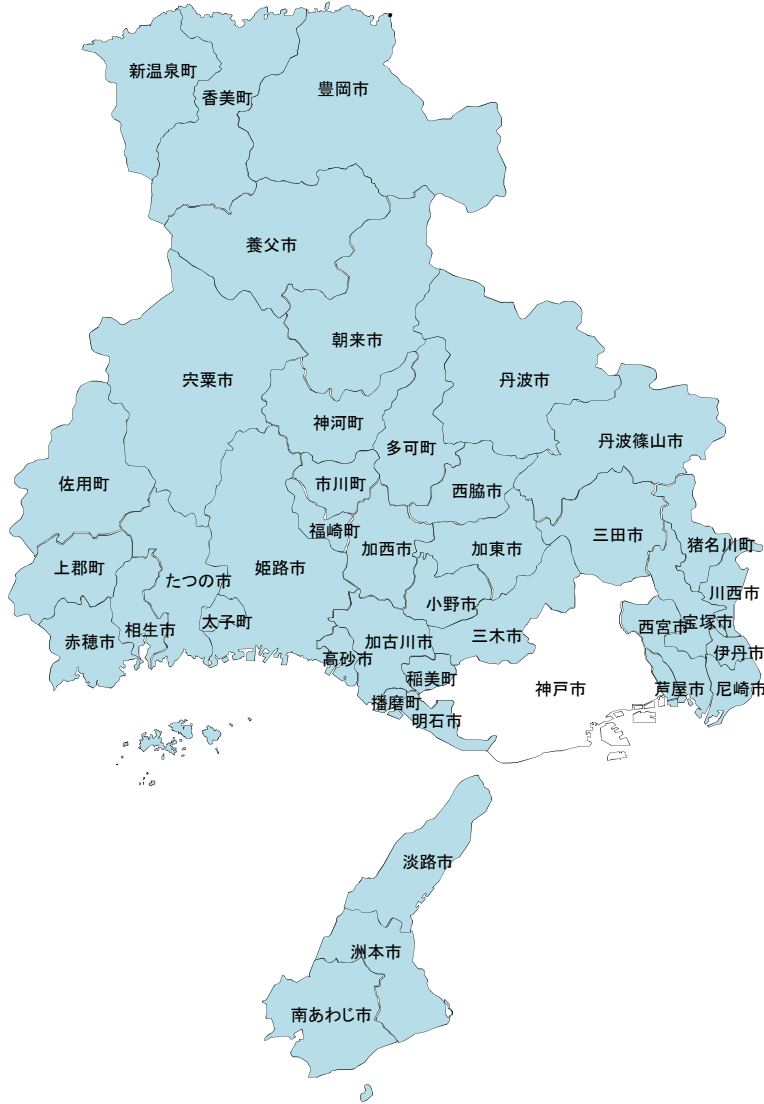 新温泉町
香美町
豊岡市
養父市
朝来市
宍粟市
丹波市
神河町
多可町
丹波篠山市
佐用町
市川町
西脇市
福崎町
加西市
加東市
三田市
猪名川町
上郡町
たつの市
姫路市
川西市
小野市
太子町
相生市
赤穂市
加古川市
三木市
西宮市
宝塚市
高砂市
伊丹市
稲美町
神戸市
芦屋市
尼崎市
播磨町
明石市
淡路市
洲本市
南あわじ市